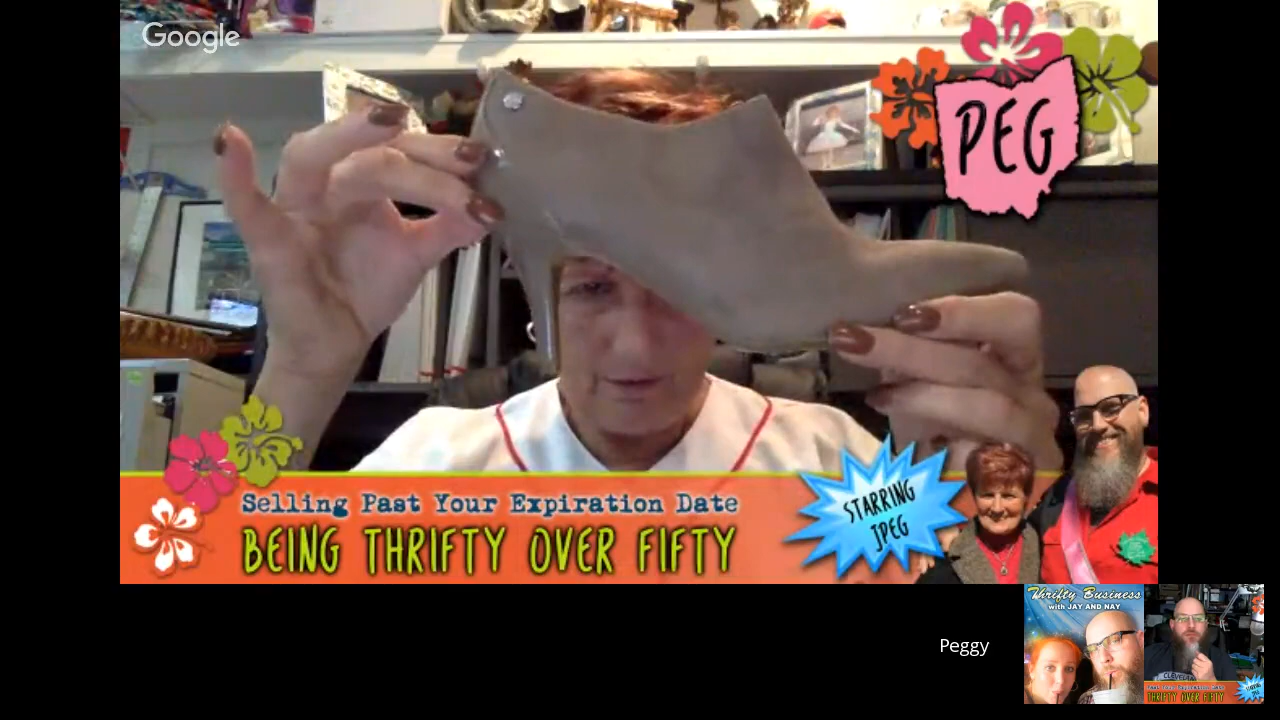 Google
PEG
Selling Past Your Expiration Date
BEING THRIFTY OVER FIFTY
STARRING
JPEG
Peggy
Thrifty Business
with JAY AND NAY
THRIFTY OVER FIFTY